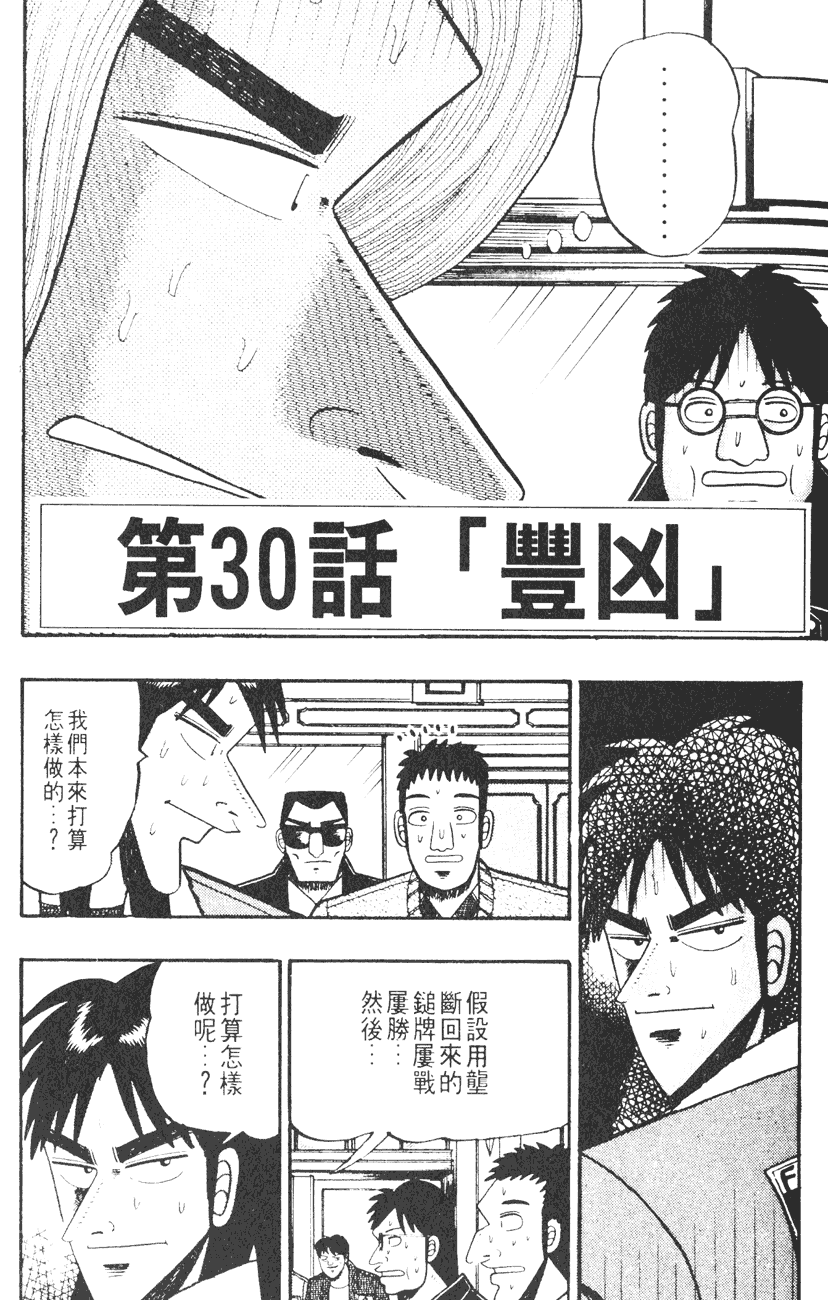 …………
第30話「豐凶」
我們本來打算
怎樣做的…？
假設用壟
斷回來的
鎚牌屢戰
屢勝…
然後…
打算怎樣
做呢…？
F